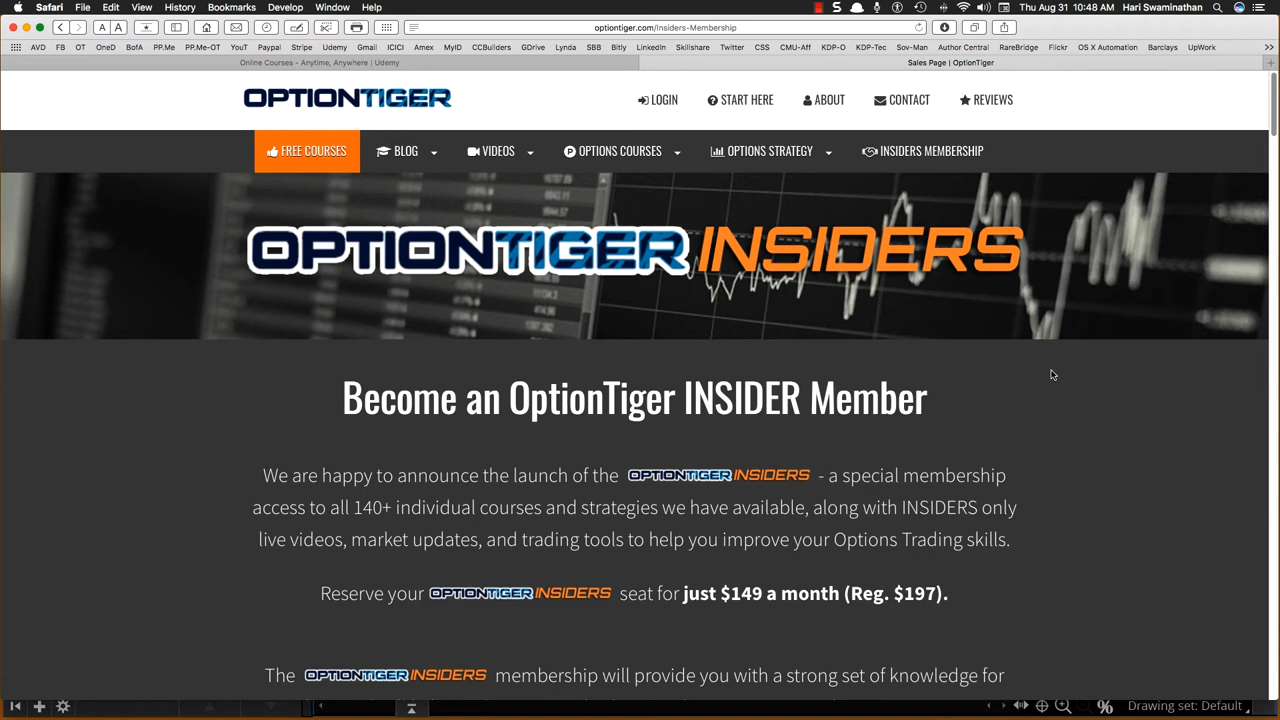 Safari File Edit View History Bookmarks Develop Window Help Thu Aug 31 10:48 AM Hari Swaminathan
optiontiger.com/Insiders-Membership
AVD FB OT OneD BofA PP.Me PP.Me-OT YouT Paypal Stripe Udemy Gmail ICICI Amex MyID CCBuilders GDrive Lynda SBB Bitly LinkedIn Skillshare Twitter CSS CMU-Aff KDP-O KDP-Tec Sov-Man Author Central RareBridge Flickr OS X Automation Barclays UpWork
Online Courses - Anytime, Anywhere | Udemy Sales Page | OptionTiger
OPTIONTIGER LOGIN START HERE ABOUT CONTACT REVIEWS
FREE COURSES BLOG VIDEOS OPTIONS COURSES OPTIONS STRATEGY INSIDERS MEMBERSHIP
OPTIONTIGER INSIDERS
Become an OptionTiger INSIDER Member
We are happy to announce the launch of the OPTIONTIGER INSIDERS - a special membership
access to all 140+ individual courses and strategies we have available, along with INSIDERS only
live videos, market updates, and trading tools to help you improve your Options Trading skills.
Reserve your OPTIONTIGER INSIDERS seat for just $149 a month (Reg. $197).
The OPTIONTIGER INSIDERS membership will provide you with a strong set of knowledge for
Drawing set: Default